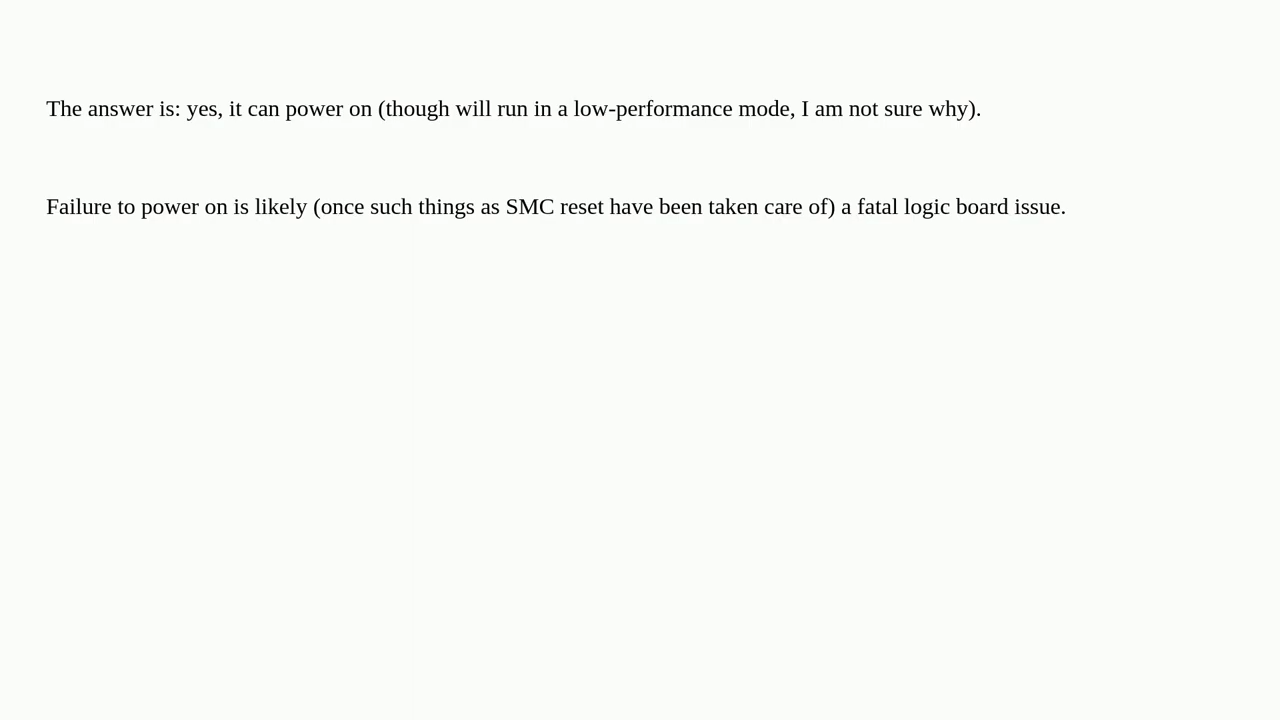 The answer is: yes, it can power on (though will run in a low-performance mode, I am not sure why).
Failure to power on is likely (once such things as SMC reset have been taken care of) a fatal logic board issue.